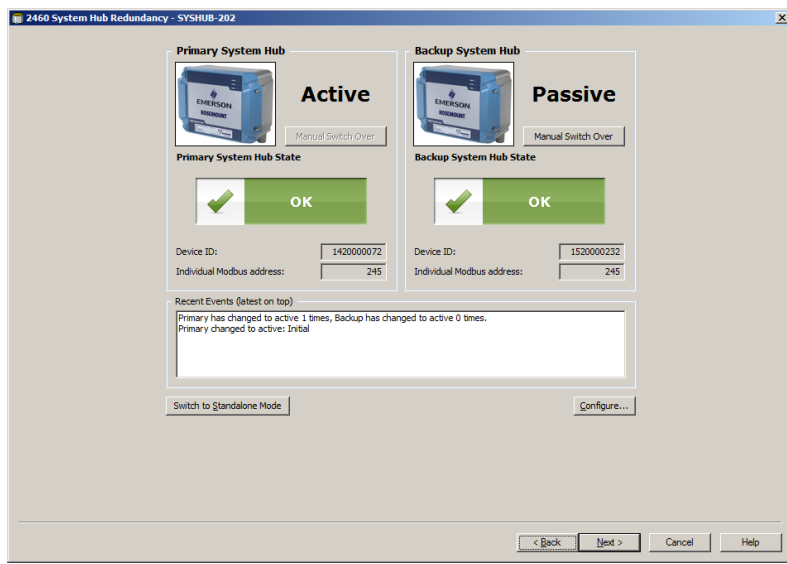 2460 System Hub Redundancy - SYSHUB-202
Primary System Hub
EMERSON
ROSEMOUNT
Active
Manual Switch Over
Primary System Hub State
OK
Device ID: 1420000072
Individual Modbus address: 245
Backup System Hub
EMERSON
ROSEMOUNT
Passive
Manual Switch Over
Backup System Hub State
OK
Device ID: 1520000232
Individual Modbus address: 245
Recent Events (latest on top)
Primary has changed to active 1 times, Backup has changed to active 0 times.
Primary changed to active: Initial
Switch to Standalone Mode
Configure...
< Back
Next >
Cancel
Help